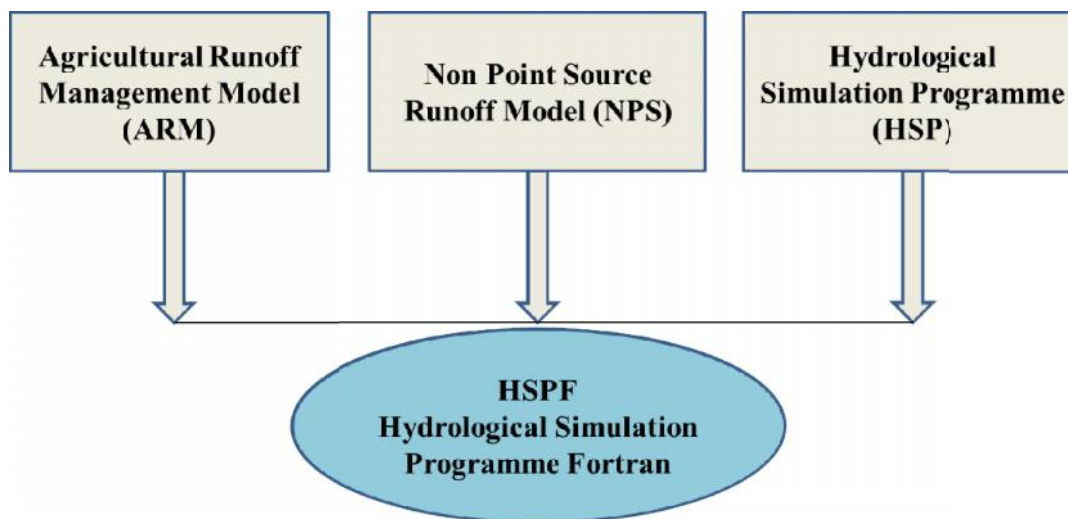 Agricultural Runoff
Management Model
(ARM)
Non Point Source
Runoff Model (NPS)
Hydrological
Simulation Programme
(HSP)
HSPF
Hydrological Simulation
Programme Fortran